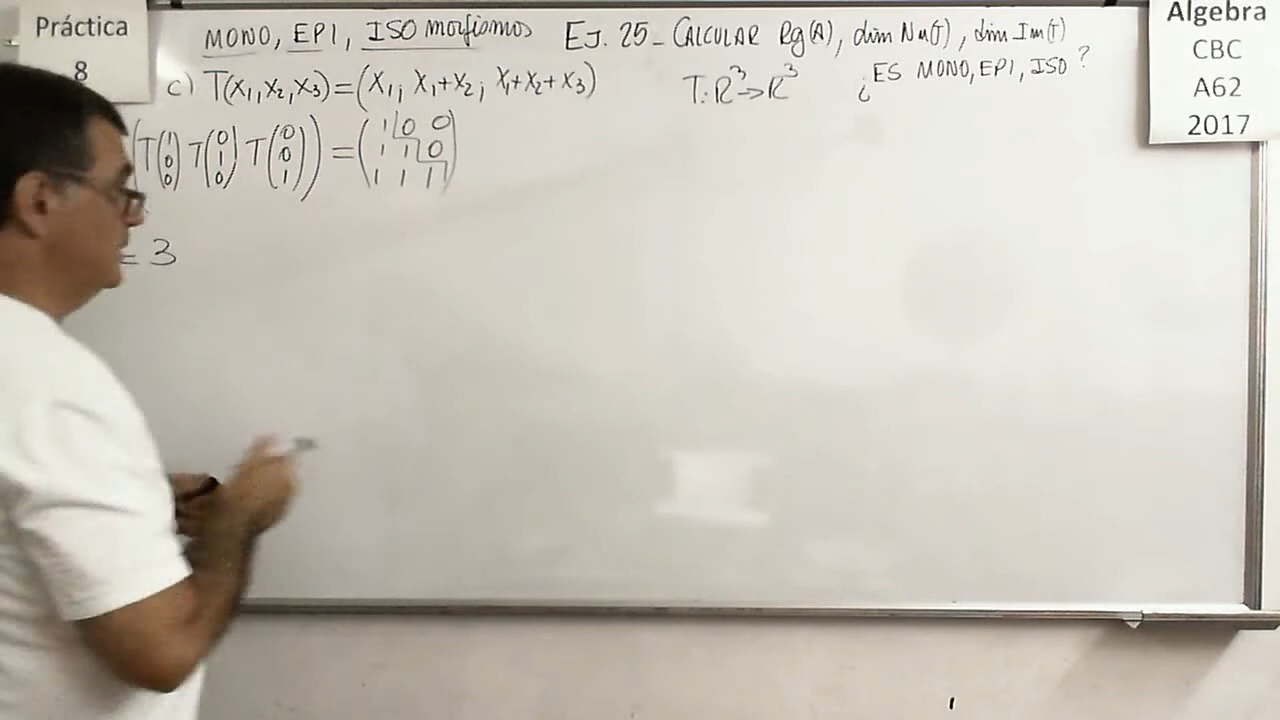 Práctica
8
MONO, EPI, ISO morfismos EJ. 25_ CALCULAR Rg(A), dim Nu(T), dim Im(T)
c) T(x₁,x₂,x₃)=(x₁; x₁+x₂; x₁+x₂+x₃) T:R³→R³ ¿ES MONO,EPI,ISO?
(T(1 0 0) T(0 1 0) T(0 0 1)) = (1 0 0
1 1 0
1 1 1)
= 3
Algebra
CBC
A62
2017